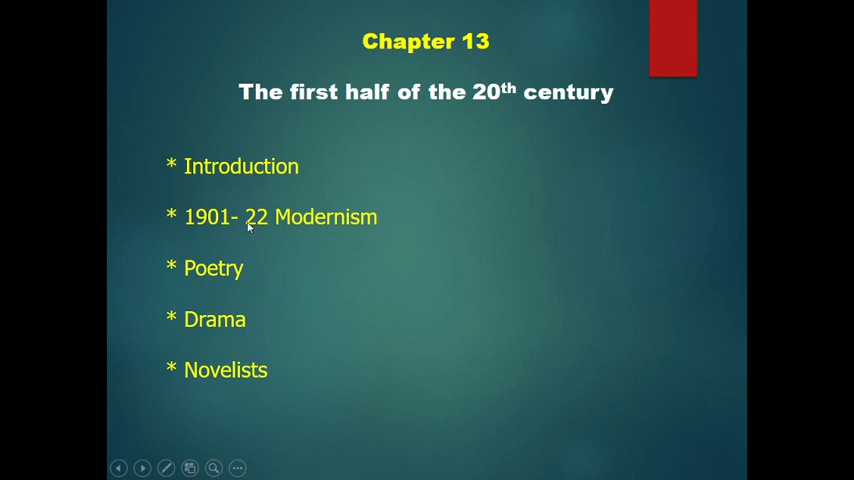 Chapter 13
The first half of the 20th century
* Introduction
* 1901- 22 Modernism
* Poetry
* Drama
* Novelists